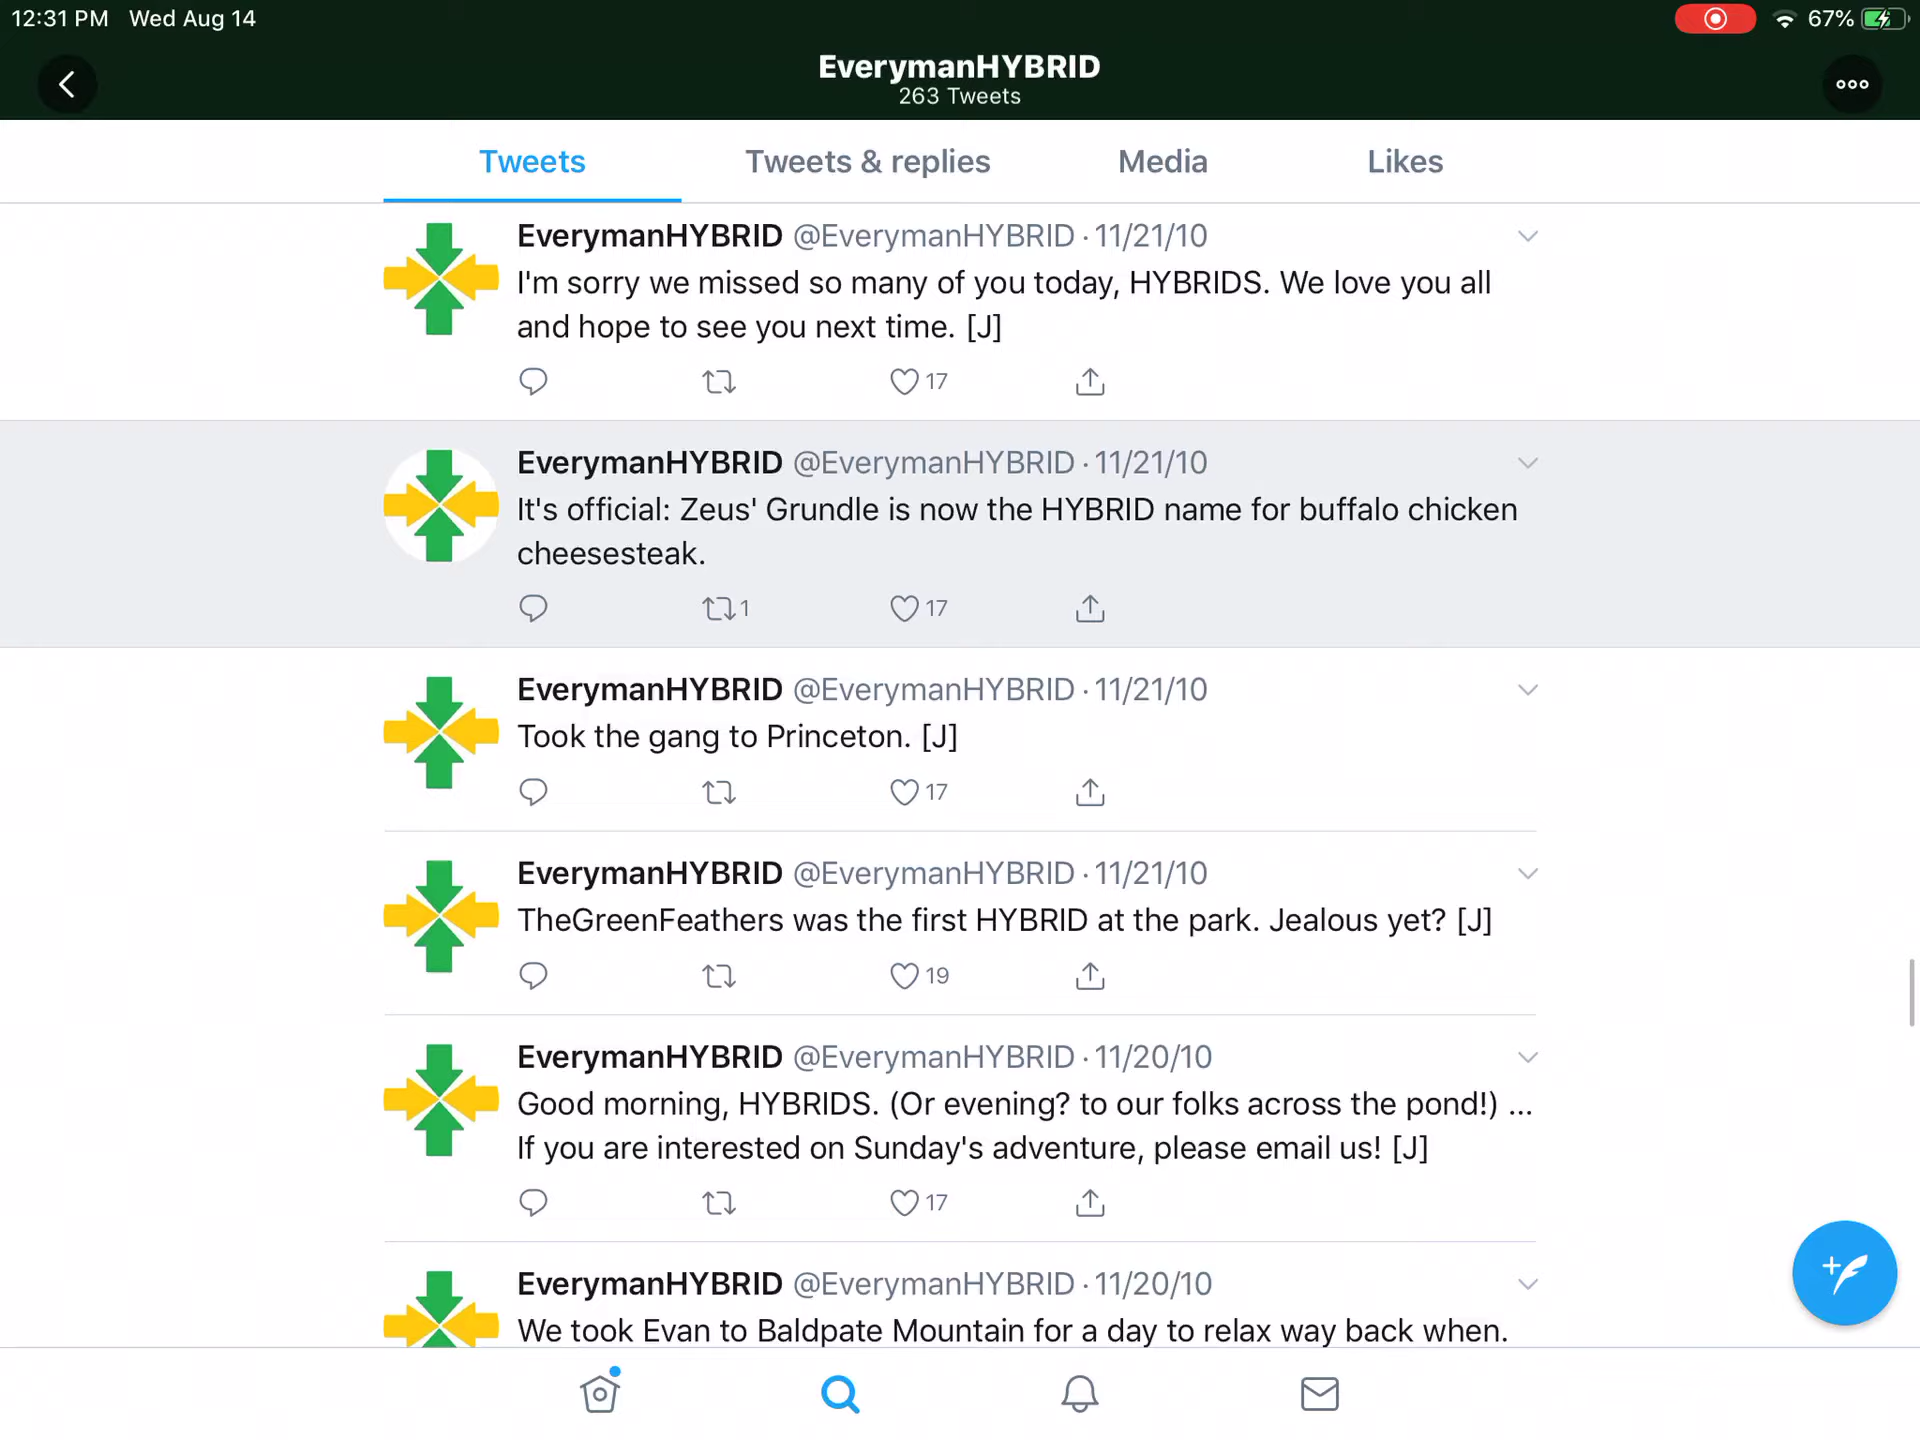 12:31 PM Wed Aug 14 67%
EverymanHYBRID
263 Tweets
Tweets Tweets & replies Media Likes
EverymanHYBRID @EverymanHYBRID · 11/21/10
I'm sorry we missed so many of you today, HYBRIDS. We love you all
and hope to see you next time. [J]
17
EverymanHYBRID @EverymanHYBRID · 11/21/10
It's official: Zeus' Grundle is now the HYBRID name for buffalo chicken
cheesesteak.
1 17
EverymanHYBRID @EverymanHYBRID · 11/21/10
Took the gang to Princeton. [J]
17
EverymanHYBRID @EverymanHYBRID · 11/21/10
TheGreenFeathers was the first HYBRID at the park. Jealous yet? [J]
19
EverymanHYBRID @EverymanHYBRID · 11/20/10
Good morning, HYBRIDS. (Or evening? to our folks across the pond!) ...
If you are interested on Sunday's adventure, please email us! [J]
17
EverymanHYBRID @EverymanHYBRID · 11/20/10
We took Evan to Baldpate Mountain for a day to relax way back when.